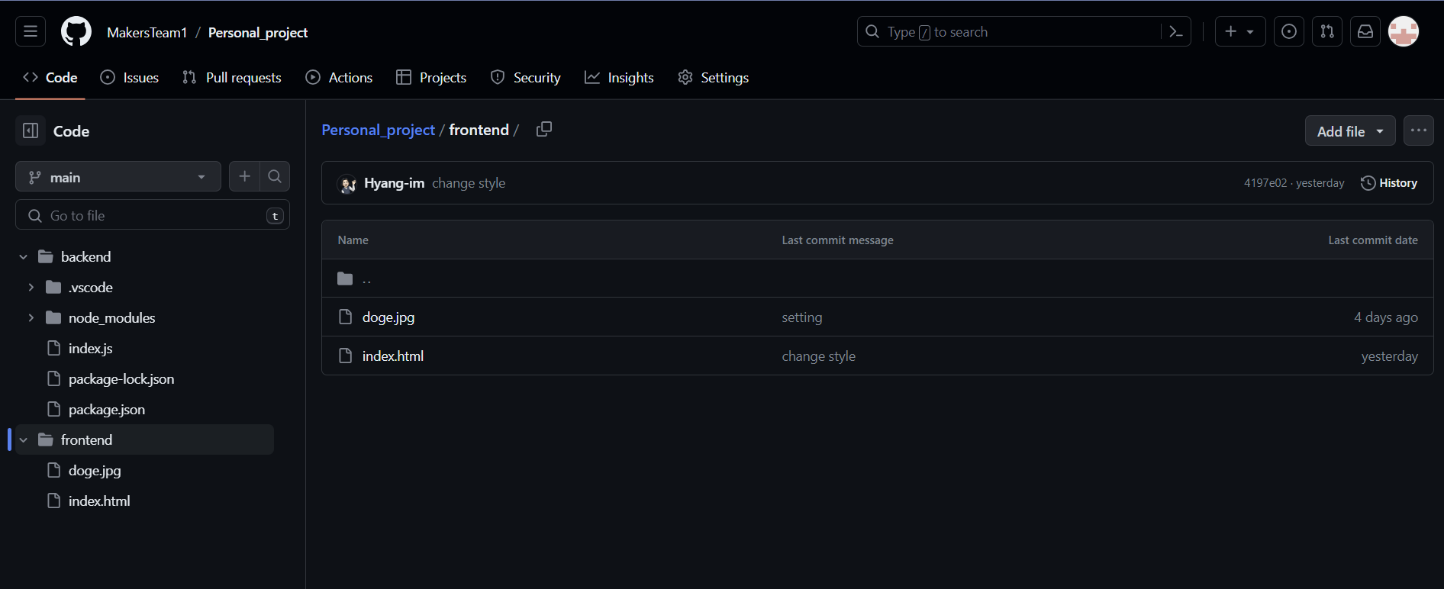 MakersTeam1 / Personal_project
Type / to search
Code
Issues
Pull requests
Actions
Projects
Security
Insights
Settings
Code
main
Go to file
t
backend
.vscode
node_modules
index.js
package-lock.json
package.json
frontend
doge.jpg
index.html
Personal_project / frontend /
Add file
Hyang-im change style
4197e02 · yesterday
History
Name Last commit message Last commit date
..
doge.jpg setting 4 days ago
index.html change style yesterday